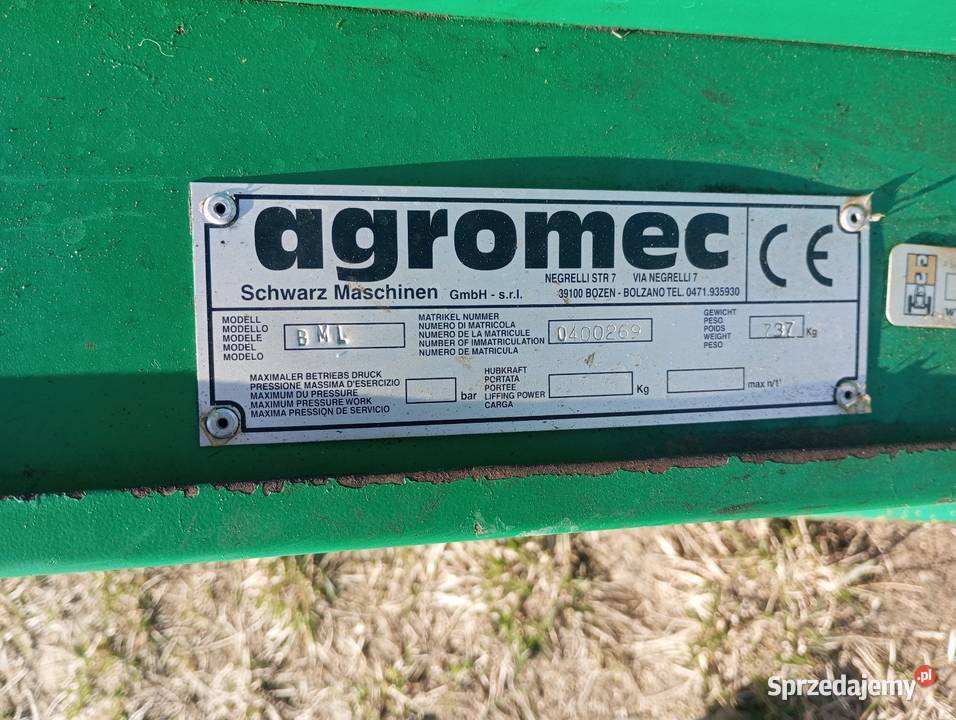 agromec
CE
NEGRELLI STR 7 VIA NEGRELLI 7
Schwarz Maschinen GmbH - s.r.l. 39100 BOZEN - BOLZANO TEL. 0471.935930
MODELL
MODELLO
MODELE
MODEL
MODELO
BML
MATRIKEL NUMMER
NUMERO DI MATRICOLA
NUMERO DE LA MATRICULE
NUMBER OF IMMATRICULATION
NUMERO DE MATRICULA
0400269
GEWICHT
PESO
POIDS
WEIGHT
PESO
737 Kg
MAXIMALER BETRIEBS DRUCK
PRESSIONE MASSIMA D'ESERCIZIO
MAXIMUM DU PRESSURE
MAXIMUM PRESSURE WORK
MAXIMA PRESSION DE SERVICIO
bar
HUBKRAFT
PORTATA
PORTEE
LIFFING POWER
CARGA
Kg
max n/1'
Sprzedajemy.pl